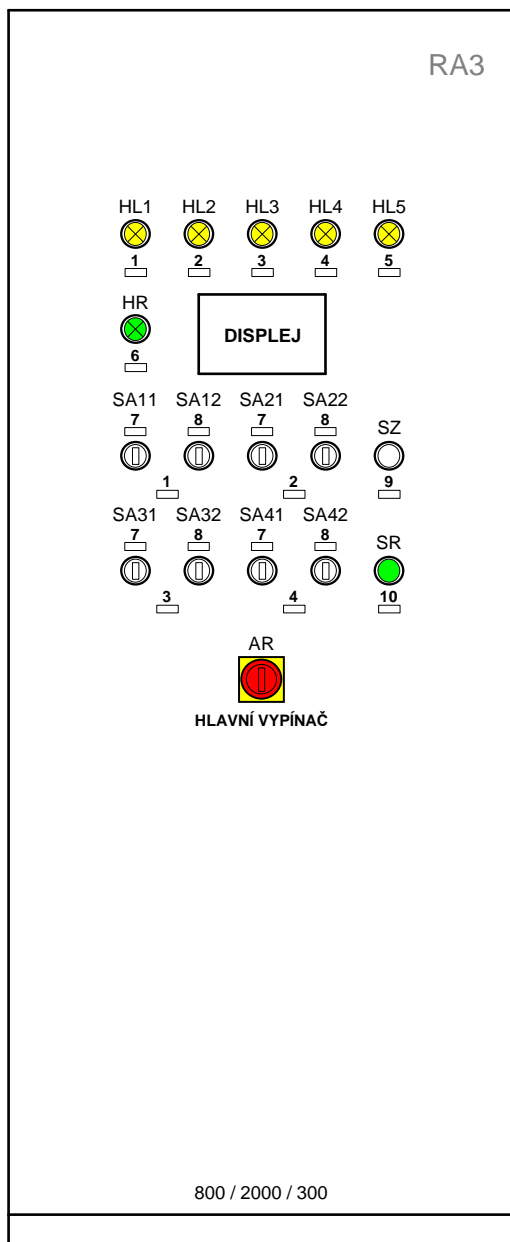 RA3
HL1 HL2 HL3 HL4 HL5
1 2 3 4 5
HR
DISPLEJ
6
SA11 SA12 SA21 SA22
7 8 7 8 SZ
1 2 9
SA31 SA32 SA41 SA42
7 8 7 8 SR
3 4 10
AR
HLAVNÍ VYPÍNAČ
800 / 2000 / 300